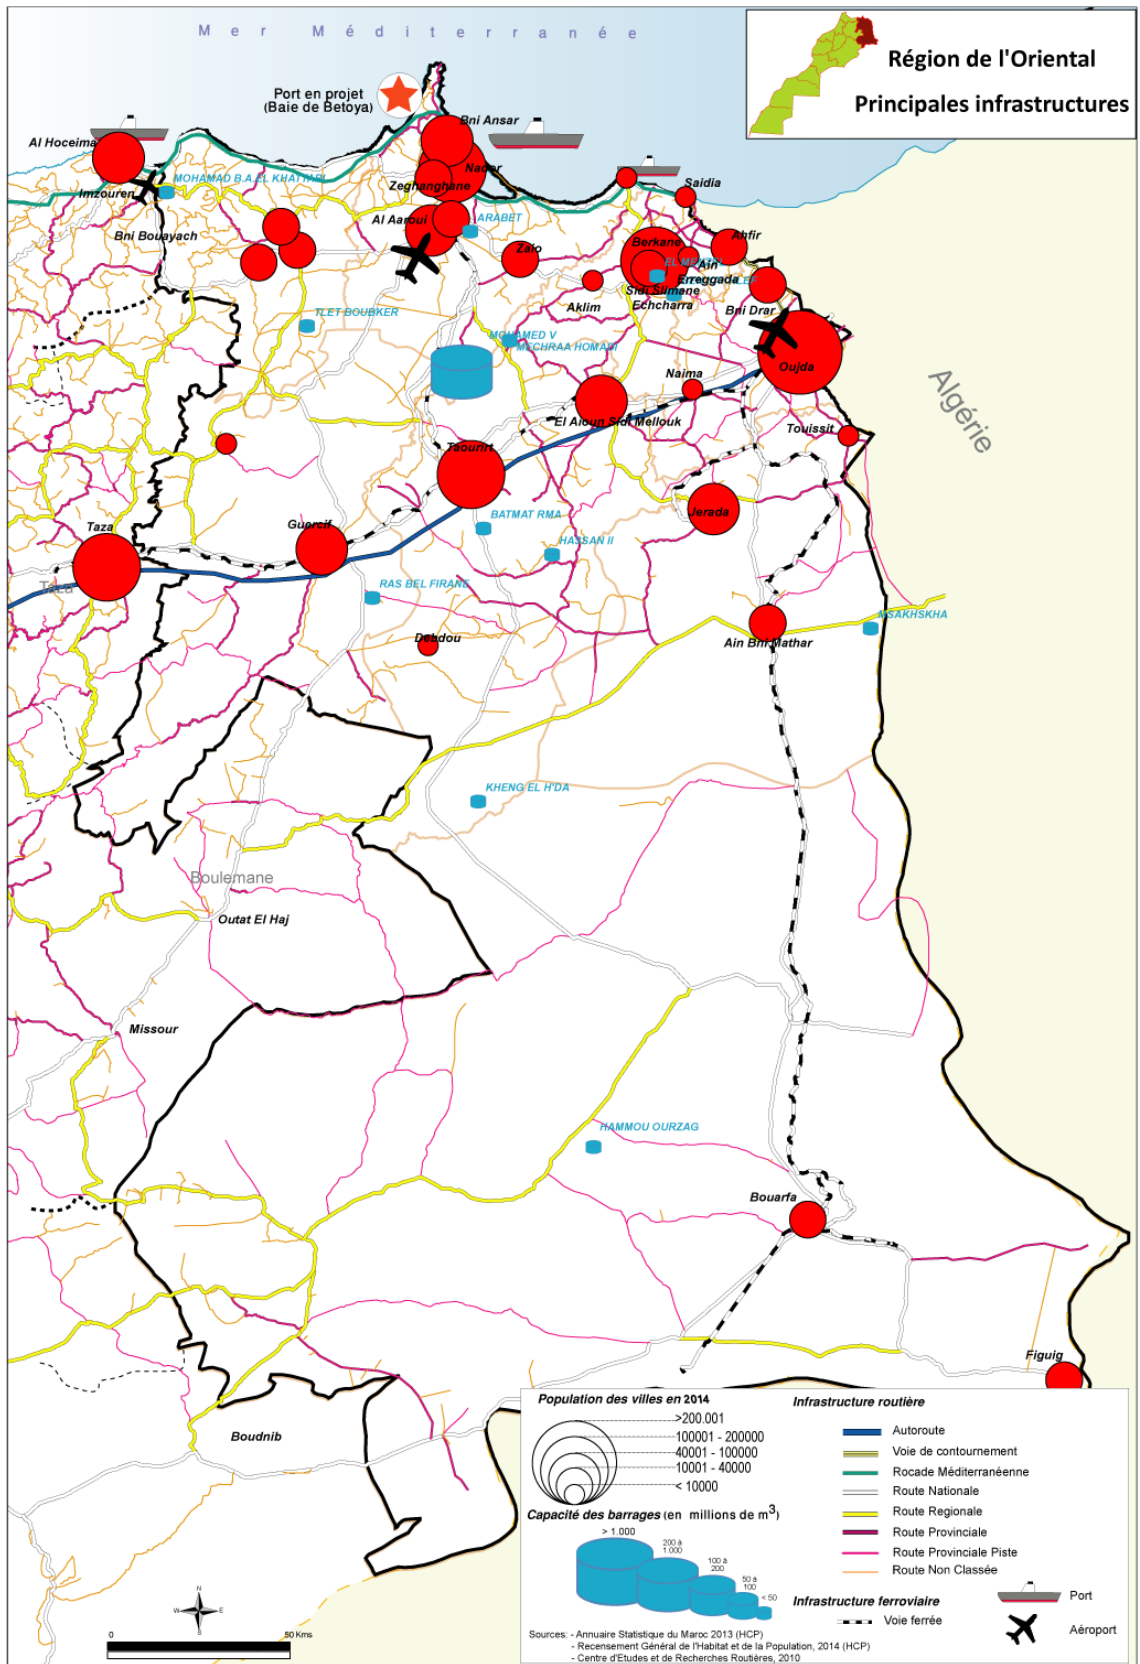 Mer Méditerranée
Région de l'Oriental
Principales infrastructures
Port en projet
(Baie de Betoya)
Bni Ansar
Al Hoceima
Nador
MOHAMAD B.A.EL KHATTABI
Zeghanghane
Imzouren
Saidia
Al Aaroui
ARABET
Bni Bouayach
Ahfir
Berkane
Zaio
EL MEKTEL
Ain
Erreggada
Sidi Slimane
Echcharra
Aklim
Bni Drar
TLET BOUBKER
MOHAMED V
MECHRAA HOMADI
Oujda
Naima
Algérie
El Aioun Sidi Mellouk
Touissit
Taourirt
Jerada
BATMAT RMA
Guercif
Taza
HASSAN II
Taza
RAS BEL FIRANE
MSAKHSKHA
Debdou
Ain Bni Mathar
KHENG EL H'DA
Boulemane
Outat El Haj
Missour
HAMMOU OURZAG
Bouarfa
Figuig
Boudnib
Population des villes en 2014
>200.001
100001 - 200000
40001 - 100000
10001 - 40000
< 10000
Capacité des barrages (en millions de m3)
> 1.000
200 à
1 000
100 à
200
50 à
100
< 50
Infrastructure routière
Autoroute
Voie de contournement
Rocade Méditerranéenne
Route Nationale
Route Regionale
Route Provinciale
Route Provinciale Piste
Route Non Classée
Infrastructure ferroviaire
Voie ferrée
Port
Aéroport
Sources: - Annuaire Statistique du Maroc 2013 (HCP)
- Recensement Général de l'Habitat et de la Population, 2014 (HCP)
- Centre d'Etudes et de Recherches Routières, 2010
N
W
E
S
0
50 Kms